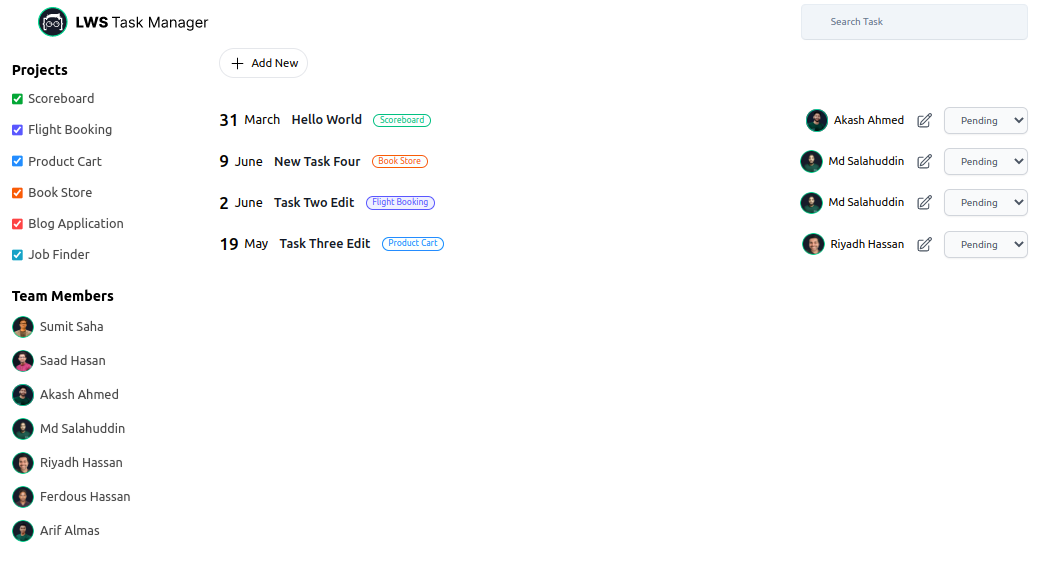 LWS Task Manager
Search Task
Projects
Scoreboard
Flight Booking
Product Cart
Book Store
Blog Application
Job Finder
Team Members
Sumit Saha
Saad Hasan
Akash Ahmed
Md Salahuddin
Riyadh Hassan
Ferdous Hassan
Arif Almas
Add New
31 March Hello World Scoreboard Akash Ahmed Pending
9 June New Task Four Book Store Md Salahuddin Pending
2 June Task Two Edit Flight Booking Md Salahuddin Pending
19 May Task Three Edit Product Cart Riyadh Hassan Pending